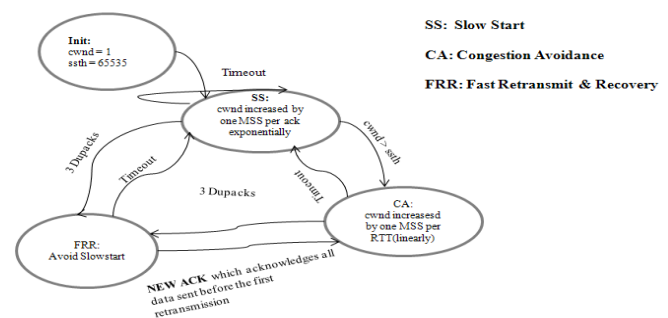 Init:
cwnd = 1
ssth = 65535
SS: Slow Start
CA: Congestion Avoidance
FRR: Fast Retransmit & Recovery
Timeout
SS:
cwnd increased by
one MSS per ack
exponentially
3 Dupacks
Timeout
cwnd > ssth
Timeout
3 Dupacks
CA:
cwnd increasesd
by one MSS per
RTT(linearly)
FRR:
Avoid Slowstart
NEW ACK which acknowledges all
data sent before the first
retransmission